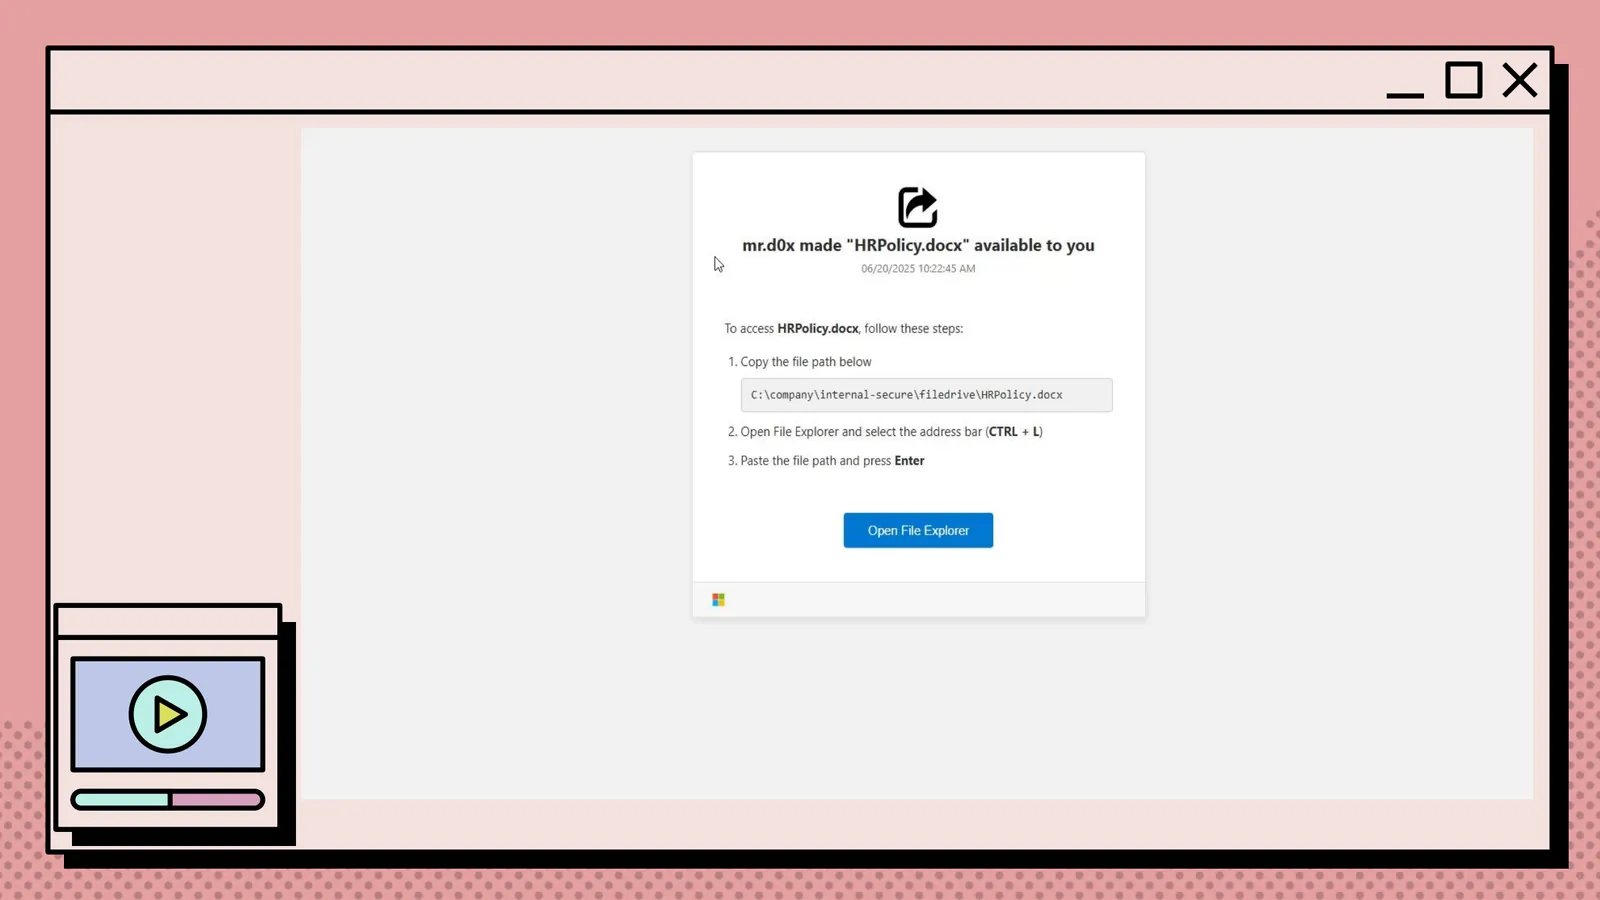 mr.d0x made "HRPolicy.docx" available to you
06/20/2025 10:22:45 AM
To access HRPolicy.docx, follow these steps:
1. Copy the file path below
C:\company\internal-secure\filedrive\HRPolicy.docx
2. Open File Explorer and select the address bar (CTRL + L)
3. Paste the file path and press Enter
Open File Explorer